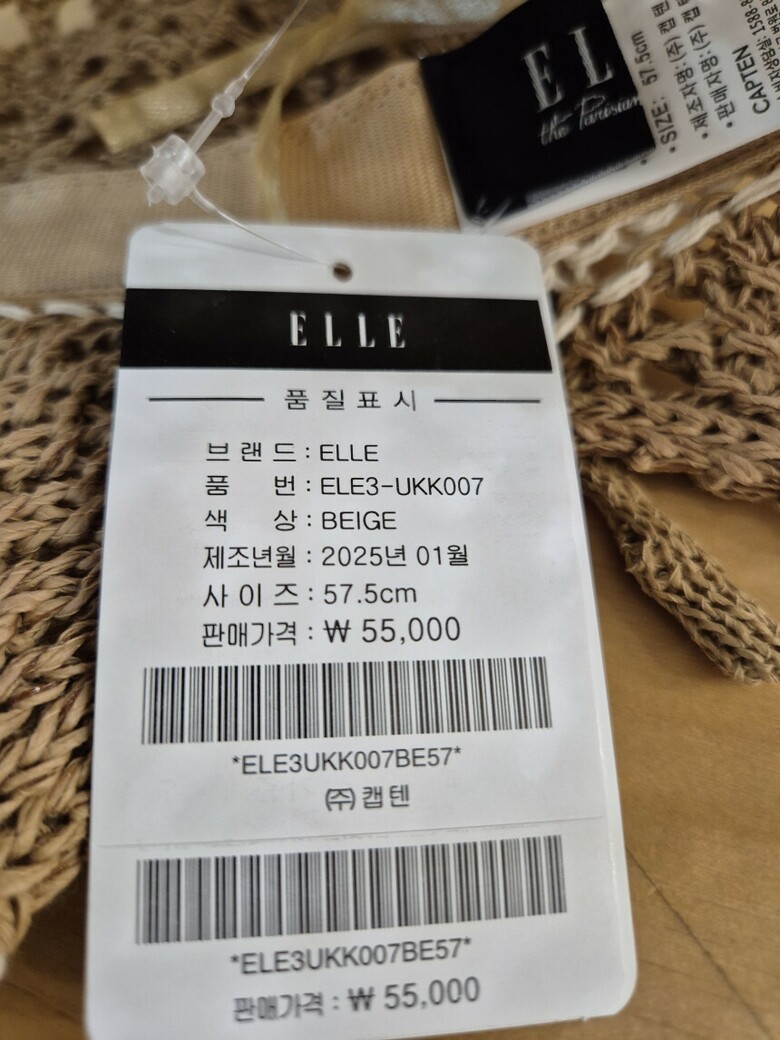 EL
the Parisian
• SIZE: 57.5cm
CAPTEN
ELLE
품질표시
브랜드 : ELLE
품 번 : ELE3-UKK007
색 상 : BEIGE
제조년월 : 2025년 01월
사이즈 : 57.5cm
판매가격 : ₩ 55,000
*ELE3UKK007BE57*
㈜캡텐
*ELE3UKK007BE57*
판매가격 : ₩ 55,000